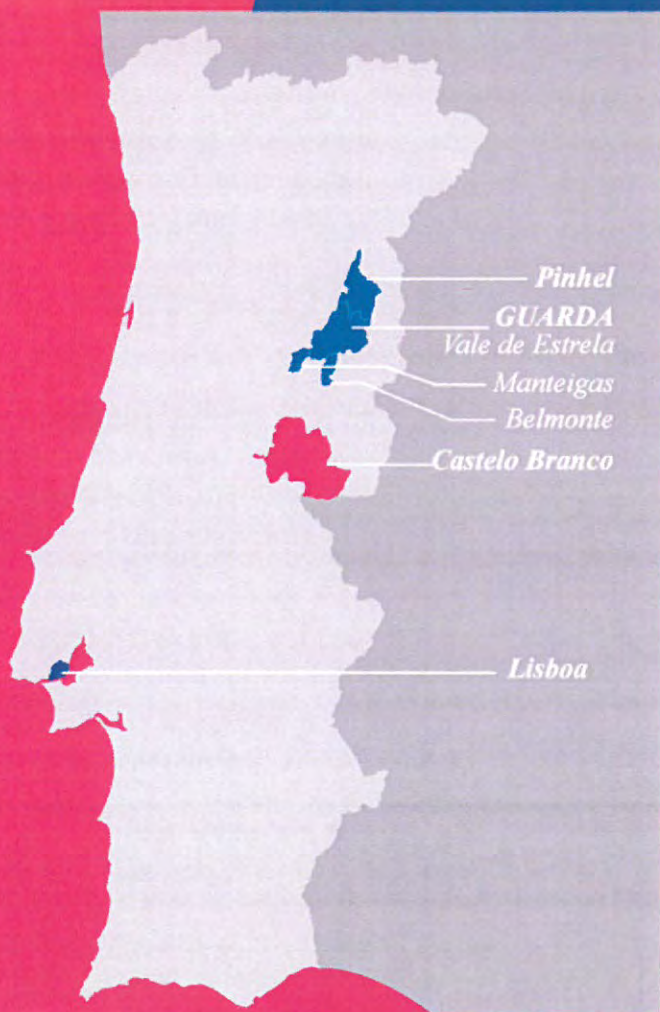 Pinhel
GUARDA
Vale de Estrela
Manteigas
Belmonte
Castelo Branco
Lisboa